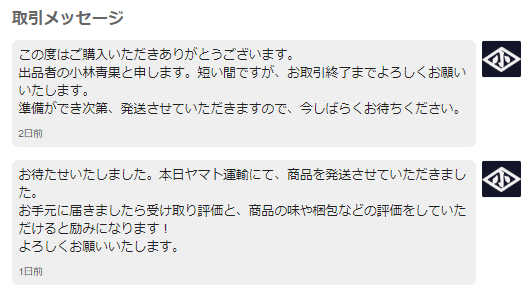 取引メッセージ
この度はご購入いただきありがとうございます。
出品者の小林青果と申します。短い間ですが、お取引終了までよろしくお願い
いたします。
準備ができ次第、発送させていただきますので、今しばらくお待ちください。
2日前
小
お待たせいたしました。本日ヤマト運輸にて、商品を発送させていただきまし
た。
お手元に届きましたら受け取り評価と、商品の味や梱包などの評価をしていた
だけると励みになります！
よろしくお願いいたします。
1日前
小